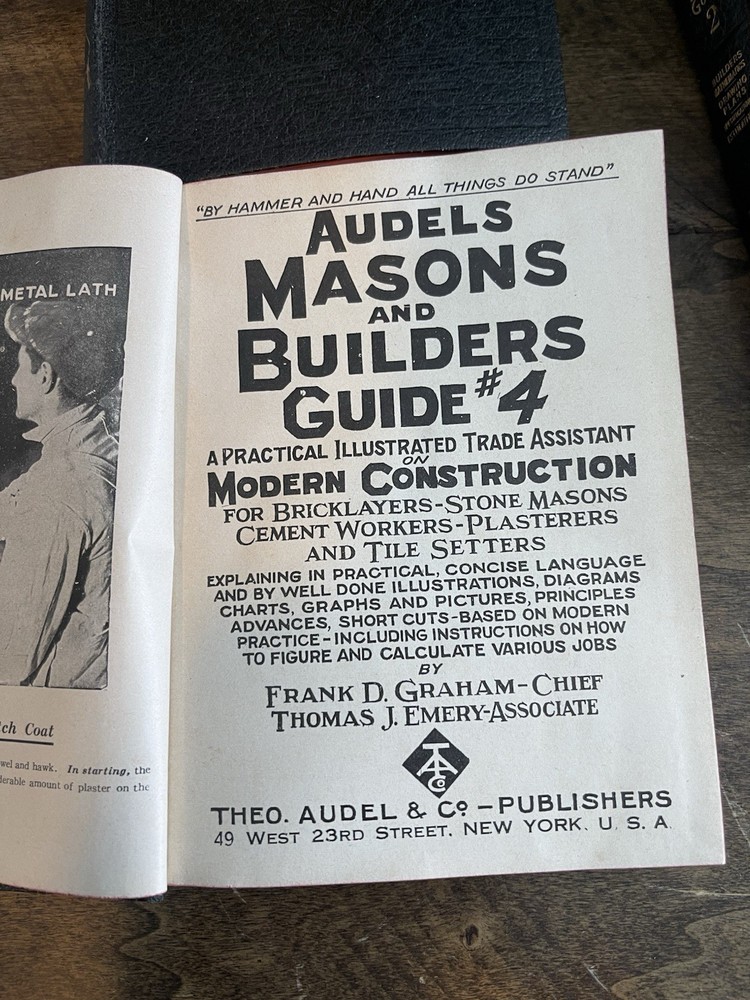 METAL LATH
ch Coat
wel and hawk. In starting, the
derable amount of plaster on the
"BY HAMMER AND HAND ALL THINGS DO STAND"
AUDELS
MASONS
AND
BUILDERS
GUIDE #4
A PRACTICAL ILLUSTRATED TRADE ASSISTANT
ON
MODERN CONSTRUCTION
FOR BRICKLAYERS-STONE MASONS
CEMENT WORKERS-PLASTERERS
AND TILE SETTERS
EXPLAINING IN PRACTICAL, CONCISE LANGUAGE
AND BY WELL DONE ILLUSTRATIONS, DIAGRAMS
CHARTS, GRAPHS AND PICTURES, PRINCIPLES
ADVANCES, SHORT CUTS-BASED ON MODERN
PRACTICE-INCLUDING INSTRUCTIONS ON HOW
TO FIGURE AND CALCULATE VARIOUS JOBS
BY
FRANK D. GRAHAM-CHIEF
THOMAS J. EMERY-ASSOCIATE
THEO. AUDEL & Co. - PUBLISHERS
49 WEST 23RD STREET. NEW YORK. U. S. A.
2
BUILDERS
DRAWING
PLANS